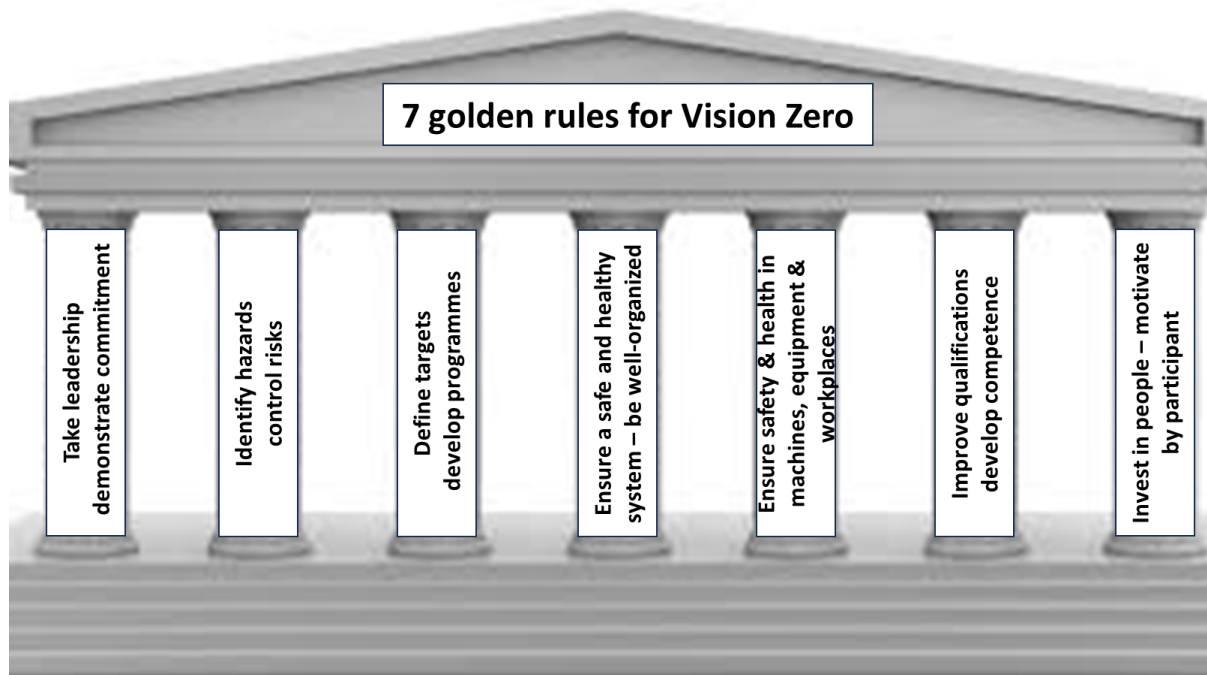 7 golden rules for Vision Zero
Take leadership
demonstrate commitment
Identify hazards
control risks
Define targets
develop programmes
Ensure a safe and healthy
system – be well-organized
Ensure safety & health in
machines, equipment &
workplaces
Improve qualifications
develop competence
Invest in people – motivate
by participant